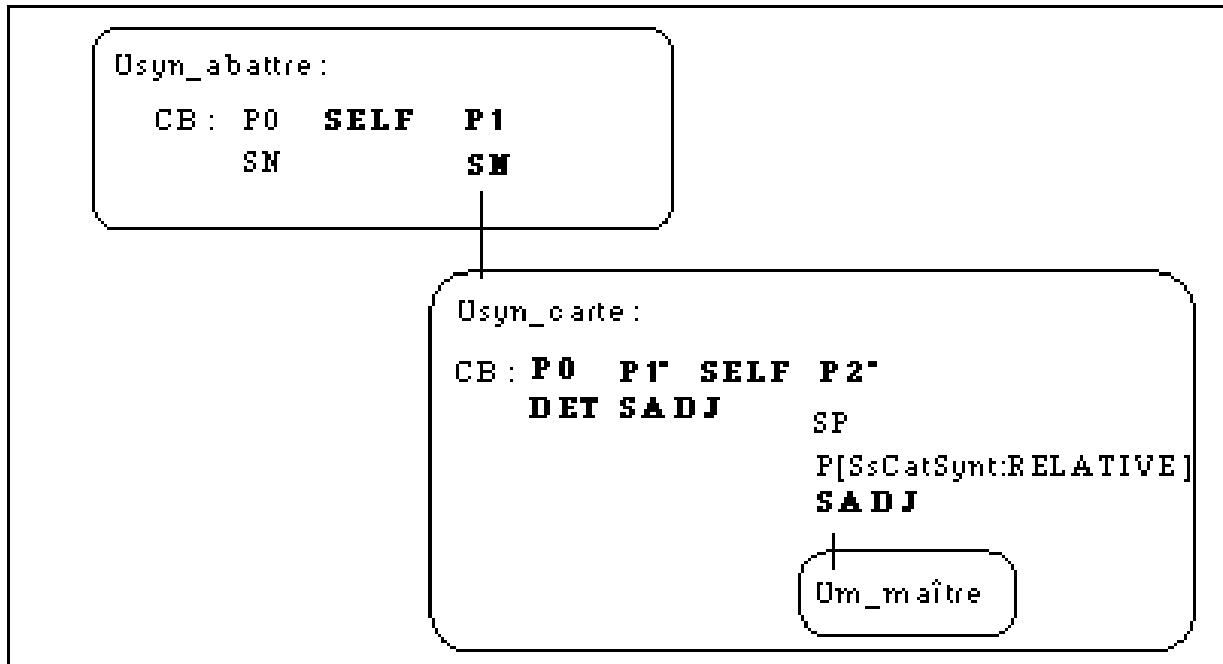 Usyn_abattre :
CB : P0 SELF P1
SN SN
Usyn_carte :
CB : P0 P1* SELF P2*
DET SADJ
SP
P[SsCatSynt:RELATIVE]
SADJ
Um_maître